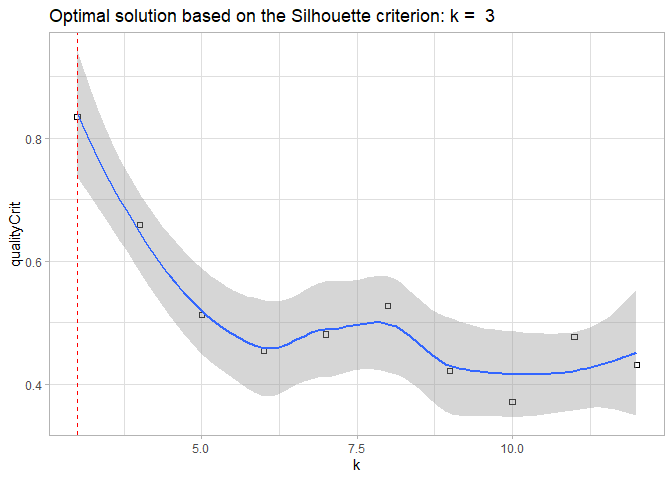 Optimal solution based on the Silhouette criterion: k =  3
qualityCrit
0.8
0.6
0.4
5.0
7.5
10.0
k